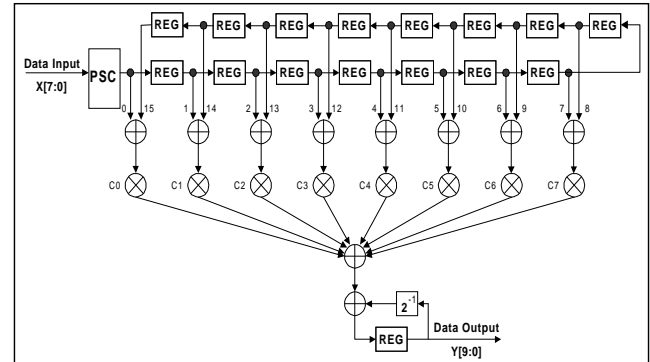 REG REG REG REG REG REG REG REG
Data Input
X[7:0]
PSC
REG REG REG REG REG REG REG
0 15 1 14 2 13 3 12 4 11 5 10 6 9 7 8
C0 C1 C2 C3 C4 C5 C6 C7
2-1
REG
Data Output
Y[9:0]